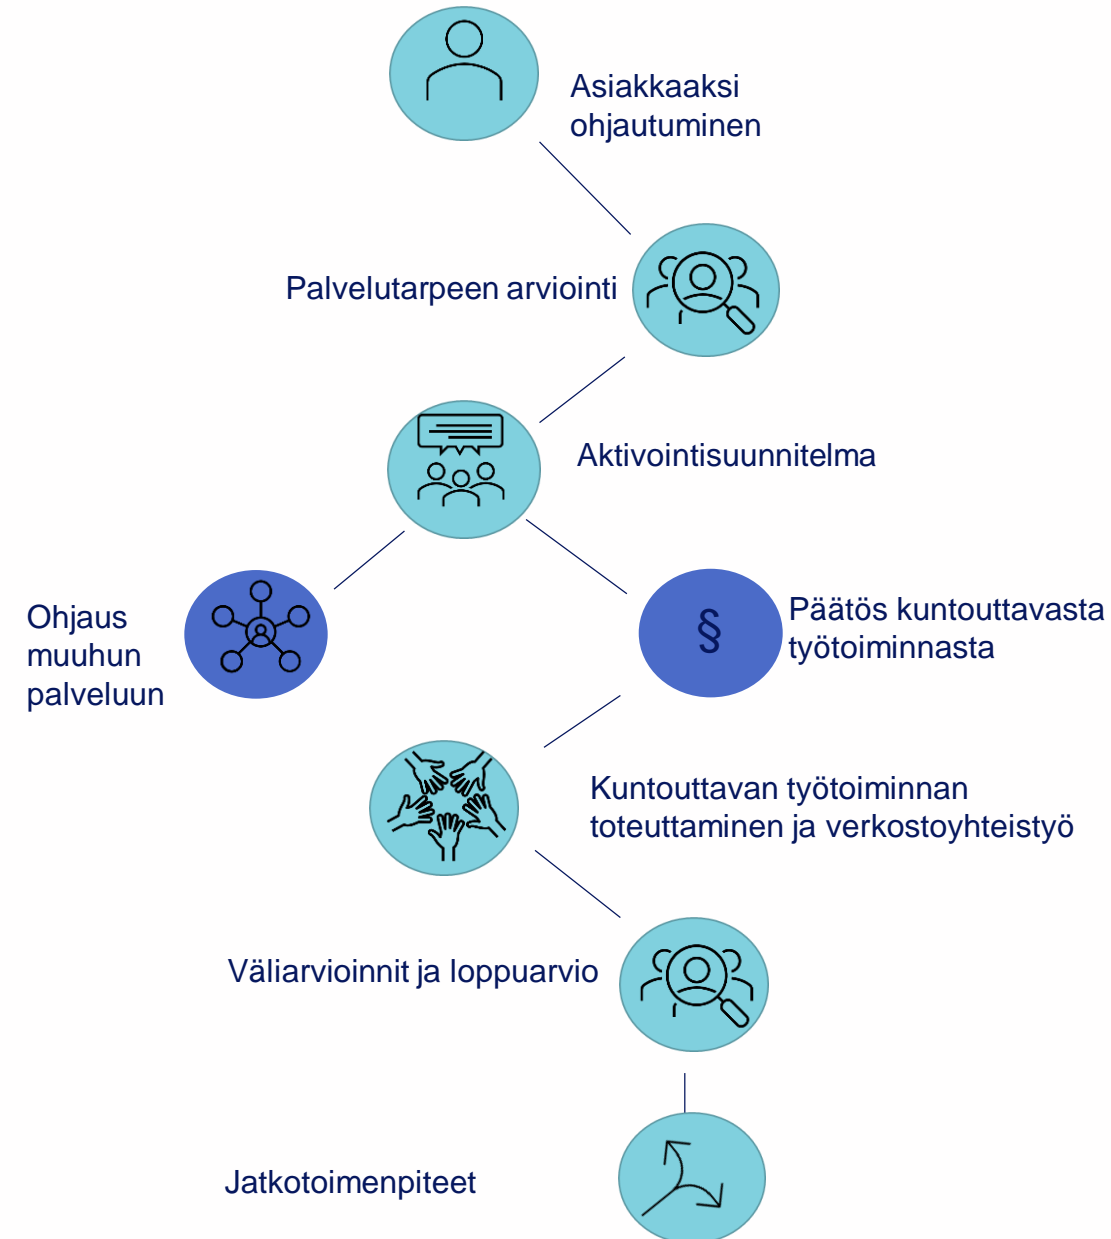 Asiakkaaksi
ohjautuminen
Palvelutarpeen arviointi
Aktivointisuunnitelma
Ohjaus
muuhun
palveluun
§
Päätös kuntouttavasta
työtoiminnasta
Kuntouttavan työtoiminnan
toteuttaminen ja verkostoyhteistyö
Väliarvioinnit ja loppuarvio
Jatkotoimenpiteet